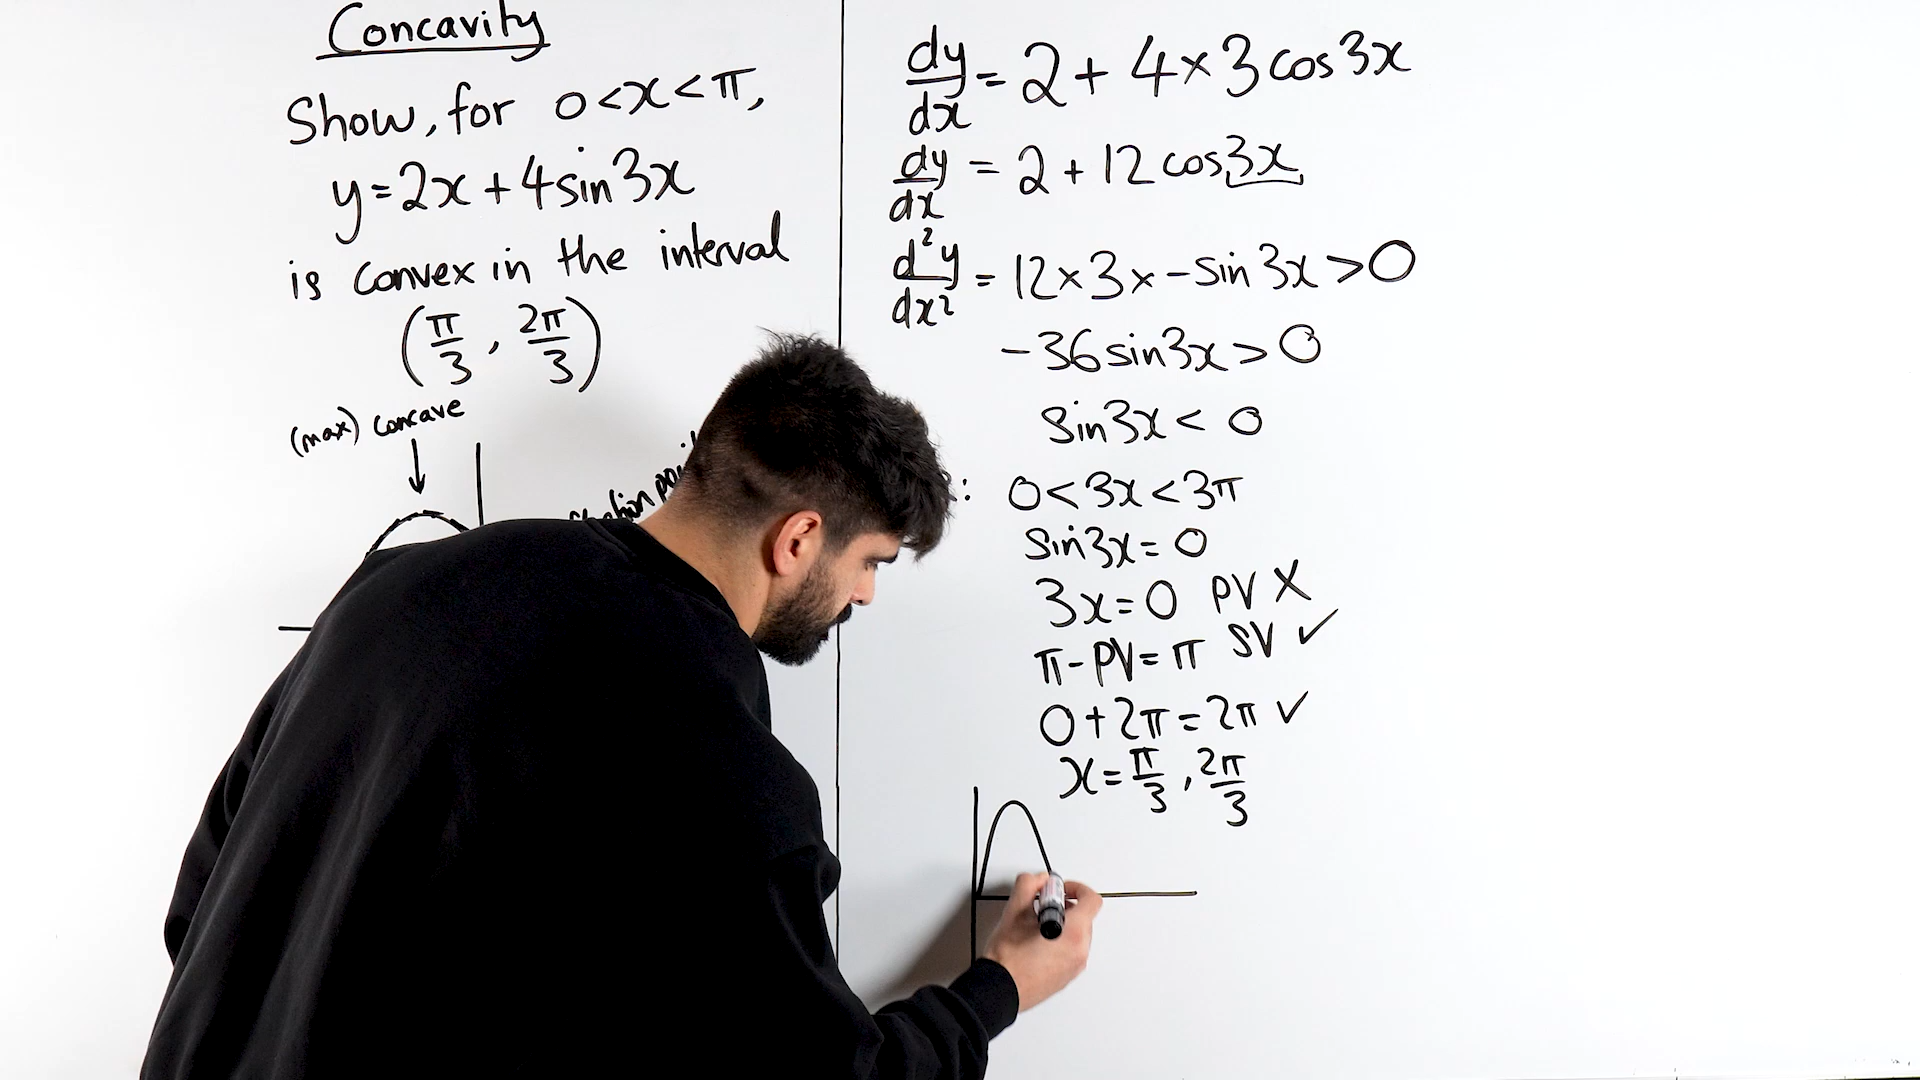 Concavity
Show, for 0<x<π,
y=2x+4sin3x
is convex in the interval
(π/3, 2π/3)
(max) concave
dy/dx = 2 + 4×3cos3x
dy/dx = 2 + 12cos3x
d²y/dx² = 12×3×-sin3x>0
-36sin3x>0
sin3x<0
: 0<3x<3π
sin3x=0
3x=0 PV X
π-PV=π SV ✓
0+2π=2π ✓
x=π/3, 2π/3